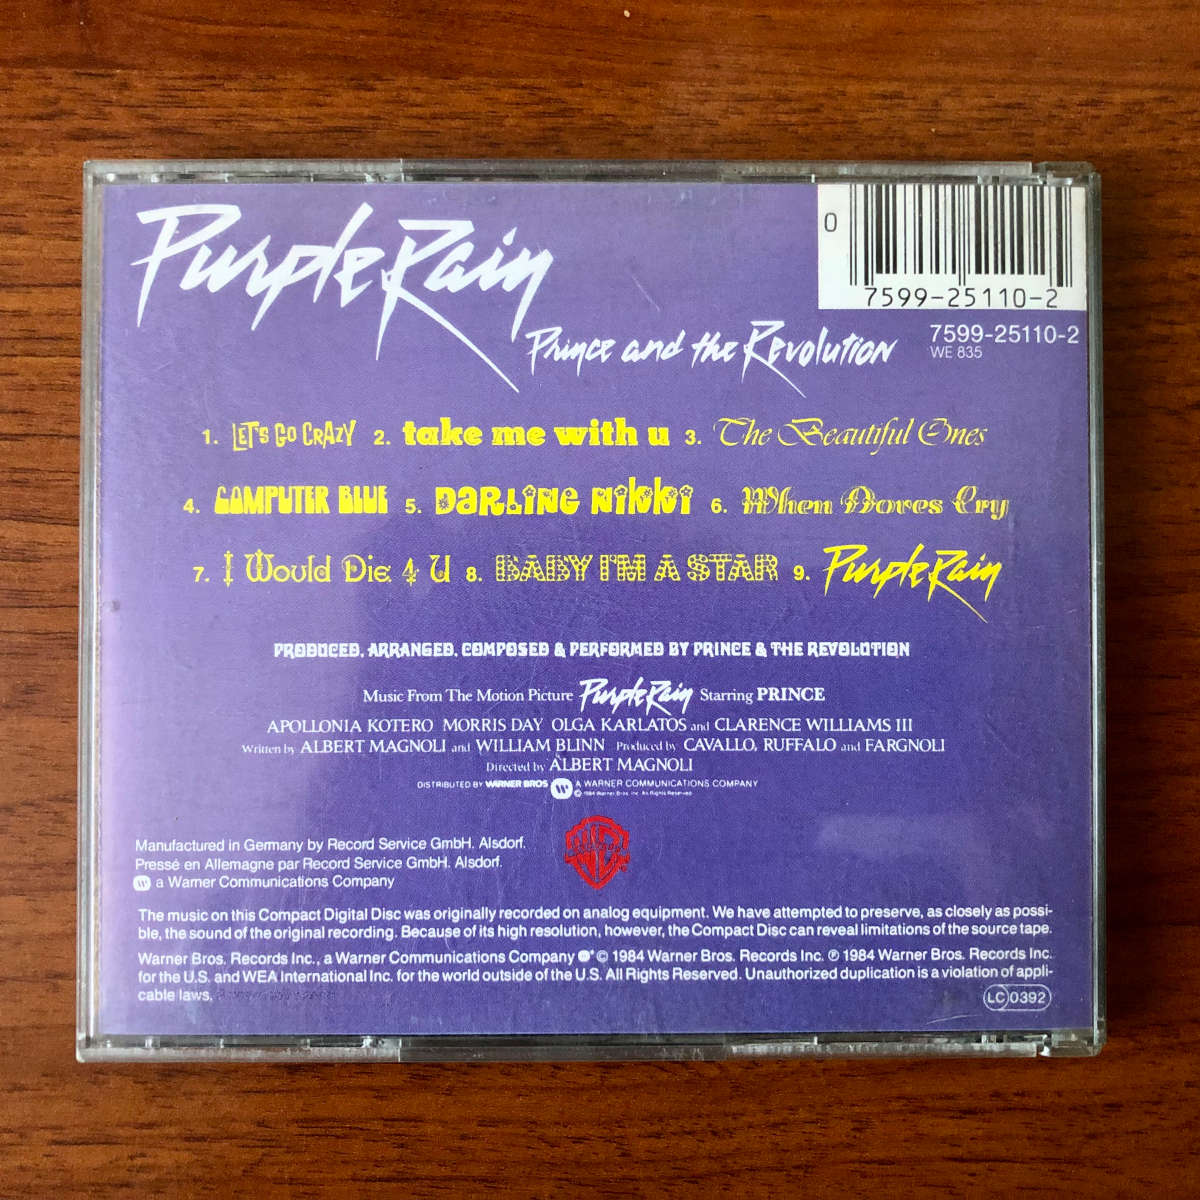 Purple Rain
Prince and the Revolution
0
7599-25110-2
7599-25110-2
WE 835
1. LET'S GO CRAZY 2. take me with u 3. The Beautiful Ones
4. COMPUTER BLUE 5. DARLING NIKKI 6. When Doves Cry
7. I Would Die 4 U 8. BABY I'M A STAR 9. Purple Rain
PRODUCED, ARRANGED, COMPOSED & PERFORMED BY PRINCE & THE REVOLUTION
Music From The Motion Picture Purple Rain Starring PRINCE
APOLLONIA KOTERO MORRIS DAY OLGA KARLATOS and CLARENCE WILLIAMS III
Written by ALBERT MAGNOLI and WILLIAM BLINN Produced by CAVALLO, RUFFALO and FARGNOLI
Directed by ALBERT MAGNOLI
DISTRIBUTED BY WARNER BROS A WARNER COMMUNICATIONS COMPANY
© 1984 Warner Bros. Inc. All Rights Reserved
WB
Manufactured in Germany by Record Service GmbH. Alsdorf.
Pressé en Allemagne par Record Service GmbH. Alsdorf.
a Warner Communications Company
The music on this Compact Digital Disc was originally recorded on analog equipment. We have attempted to preserve, as closely as possi-
ble, the sound of the original recording. Because of its high resolution, however, the Compact Disc can reveal limitations of the source tape.
Warner Bros. Records Inc., a Warner Communications Company © 1984 Warner Bros. Records Inc. ℗ 1984 Warner Bros. Records Inc.
for the U.S. and WEA International Inc. for the world outside of the U.S. All Rights Reserved. Unauthorized duplication is a violation of appli-
cable laws.
LC 0392